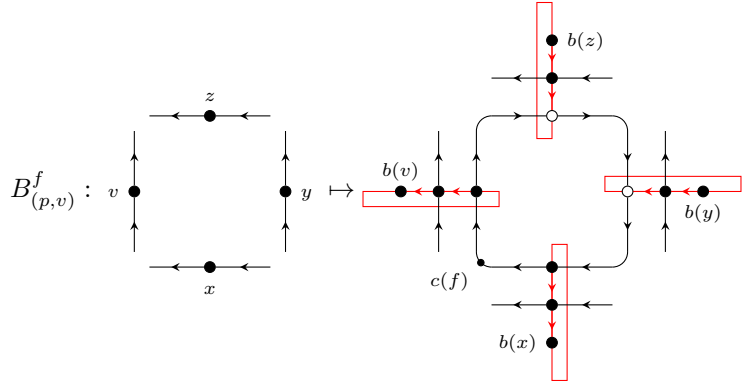 b(z)
z
B^f_{(p,v)} : v y ↦ b(v) b(y)
x
c(f)
b(x)